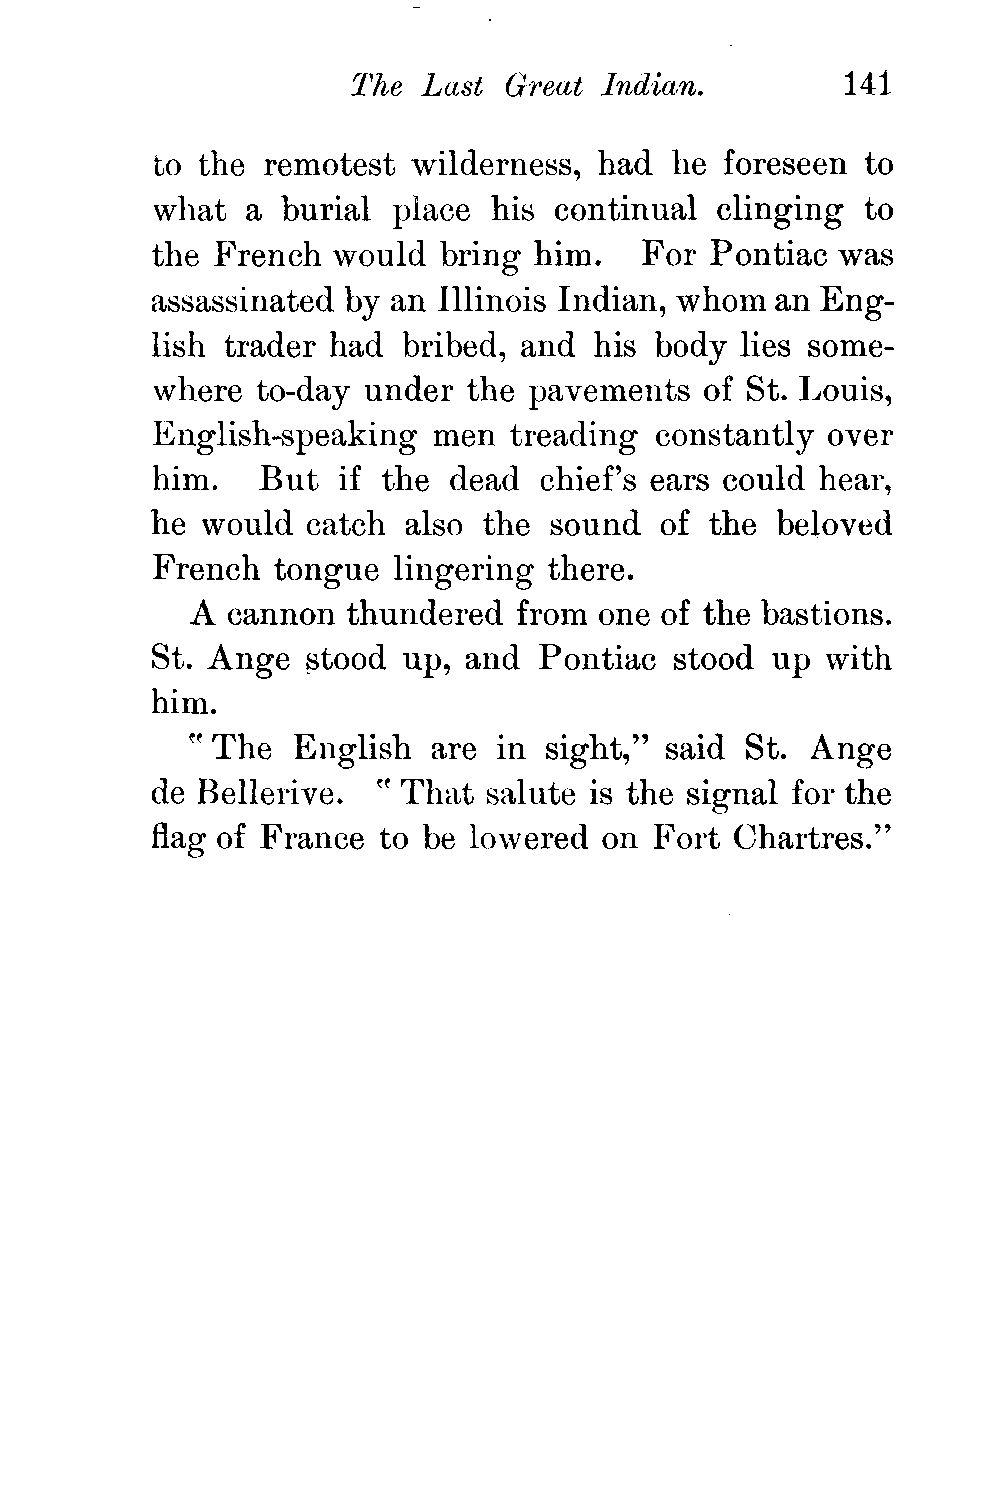 The Last Great Indian. 141
to the remotest wilderness, had he foreseen to
what a burial place his continual clinging to
the French would bring him. For Pontiac was
assassinated by an Illinois Indian, whom an Eng-
lish trader had bribed, and his body lies some-
where to-day under the pavements of St. Louis,
English-speaking men treading constantly over
him. But if the dead chief's ears could hear,
he would catch also the sound of the beloved
French tongue lingering there.
A cannon thundered from one of the bastions.
St. Ange stood up, and Pontiac stood up with
him.
"The English are in sight," said St. Ange
de Bellerive. "That salute is the signal for the
flag of France to be lowered on Fort Chartres."